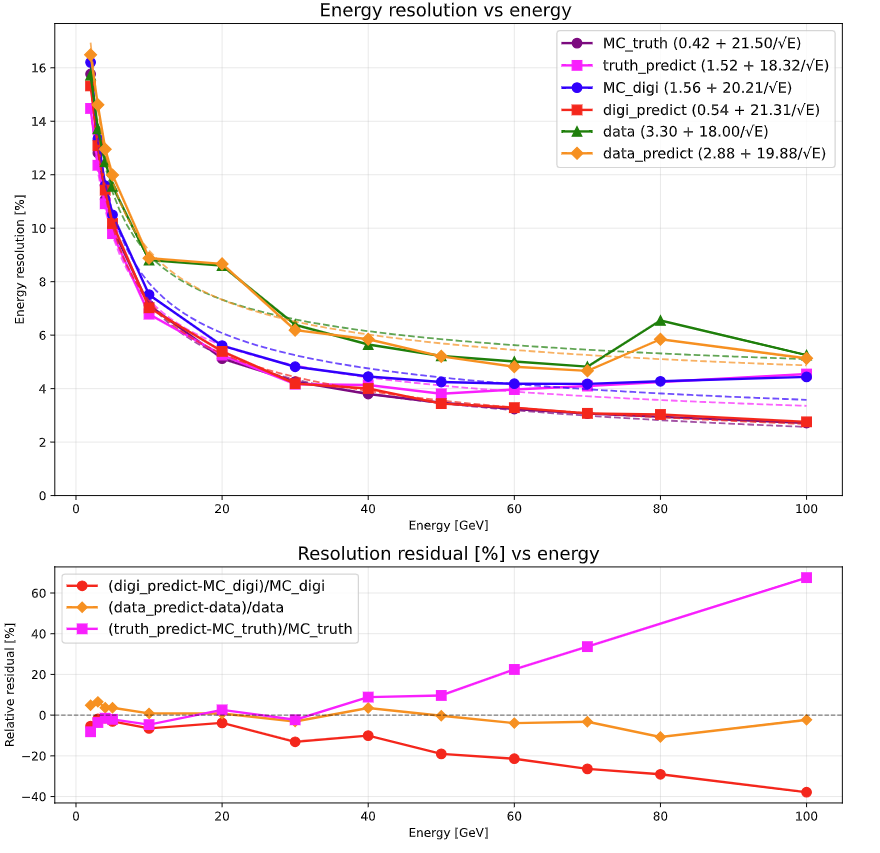 Energy resolution vs energy
MC_truth (0.42 + 21.50/√E)
truth_predict (1.52 + 18.32/√E)
MC_digi (1.56 + 20.21/√E)
digi_predict (0.54 + 21.31/√E)
data (3.30 + 18.00/√E)
data_predict (2.88 + 19.88/√E)
Energy resolution [%]
16
14
12
10
8
6
4
2
0
0 20 40 60 80 100
Energy [GeV]
Resolution residual [%] vs energy
(digi_predict-MC_digi)/MC_digi
(data_predict-data)/data
(truth_predict-MC_truth)/MC_truth
Relative residual [%]
60
40
20
0
−20
−40
0 20 40 60 80 100
Energy [GeV]